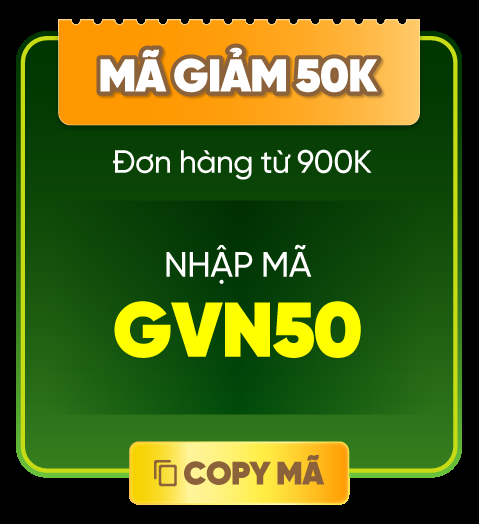 MÃ GIẢM 50K
Đơn hàng từ 900K
NHẬP MÃ
GVN50
COPY MÃ